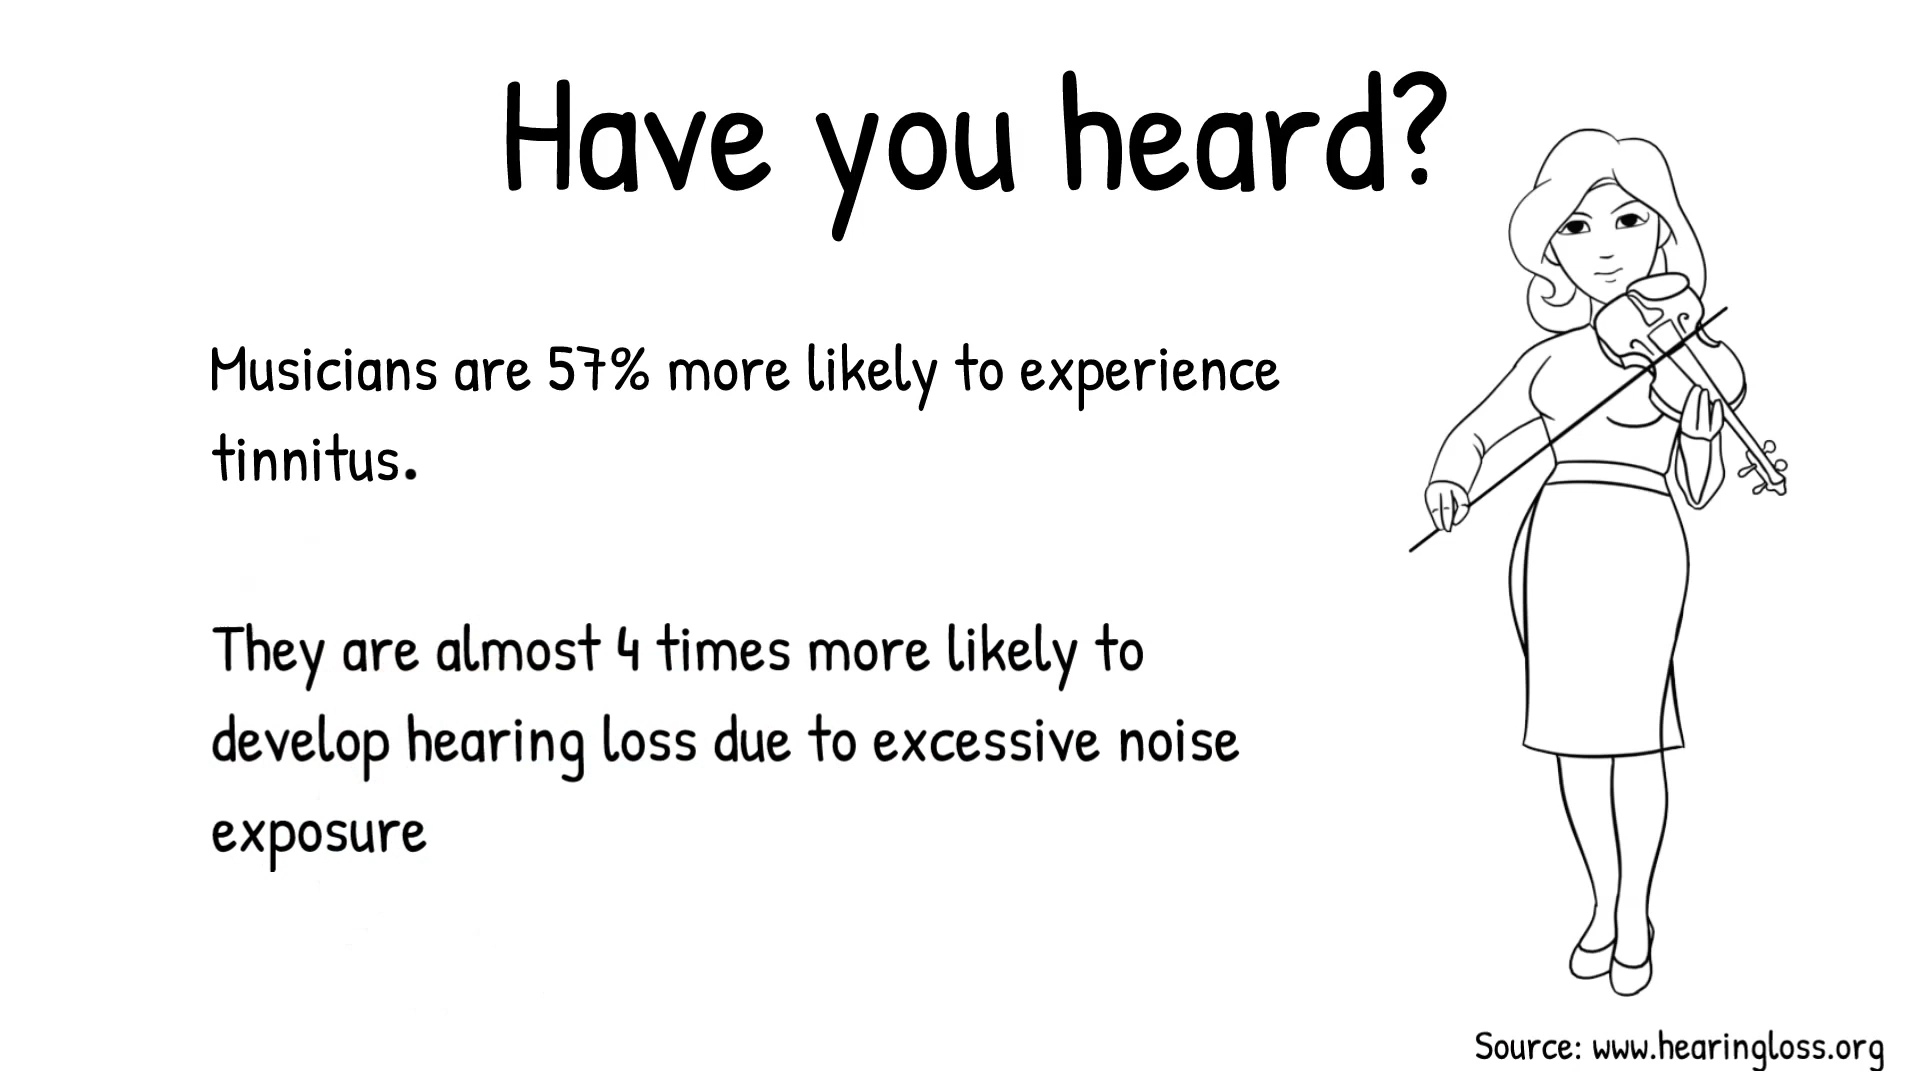 Have you heard?
Musicians are 57% more likely to experience
tinnitus.
They are almost 4 times more likely to
develop hearing loss due to excessive noise
exposure
Source: www.hearingloss.org